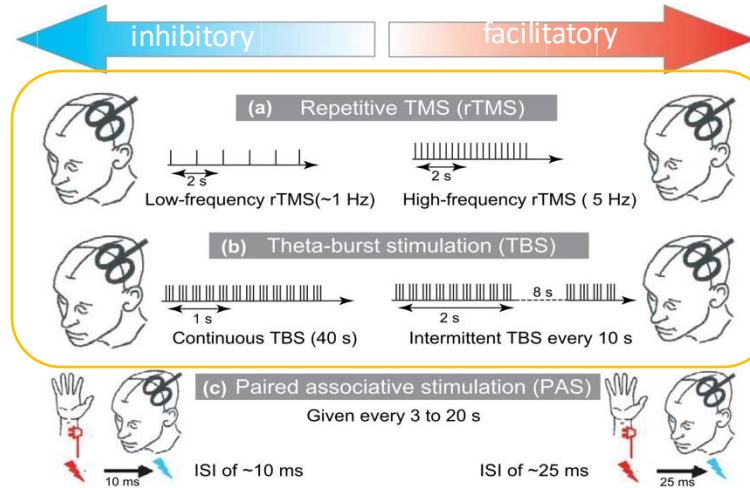 inhibitory facilitatory
(a) Repetitive TMS (rTMS)
2 s 2 s
Low-frequency rTMS(~1 Hz) High-frequency rTMS ( 5 Hz)
(b) Theta-burst stimulation (TBS)
8 s
1 s 2 s
Continuous TBS (40 s) Intermittent TBS every 10 s
(c) Paired associative stimulation (PAS)
Given every 3 to 20 s
10 ms ISI of ~10 ms ISI of ~25 ms 25 ms